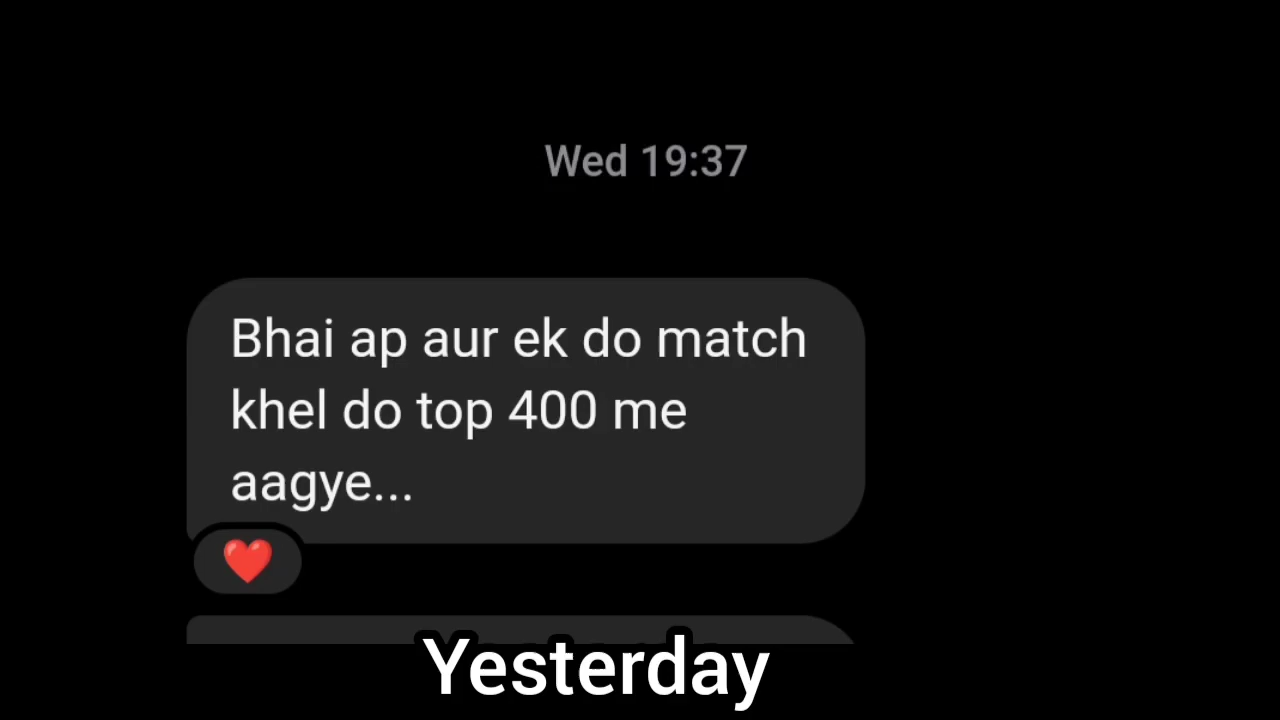 Wed 19:37
Bhai ap aur ek do match
khel do top 400 me
aagye...
Yesterday